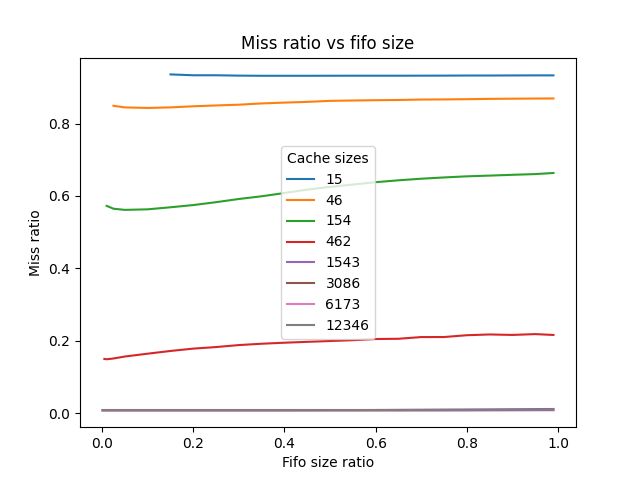 Miss ratio vs fifo size
Miss ratio
0.8
0.6
0.4
0.2
0.0
Cache sizes
15
46
154
462
1543
3086
6173
12346
0.0 0.2 0.4 0.6 0.8 1.0
Fifo size ratio